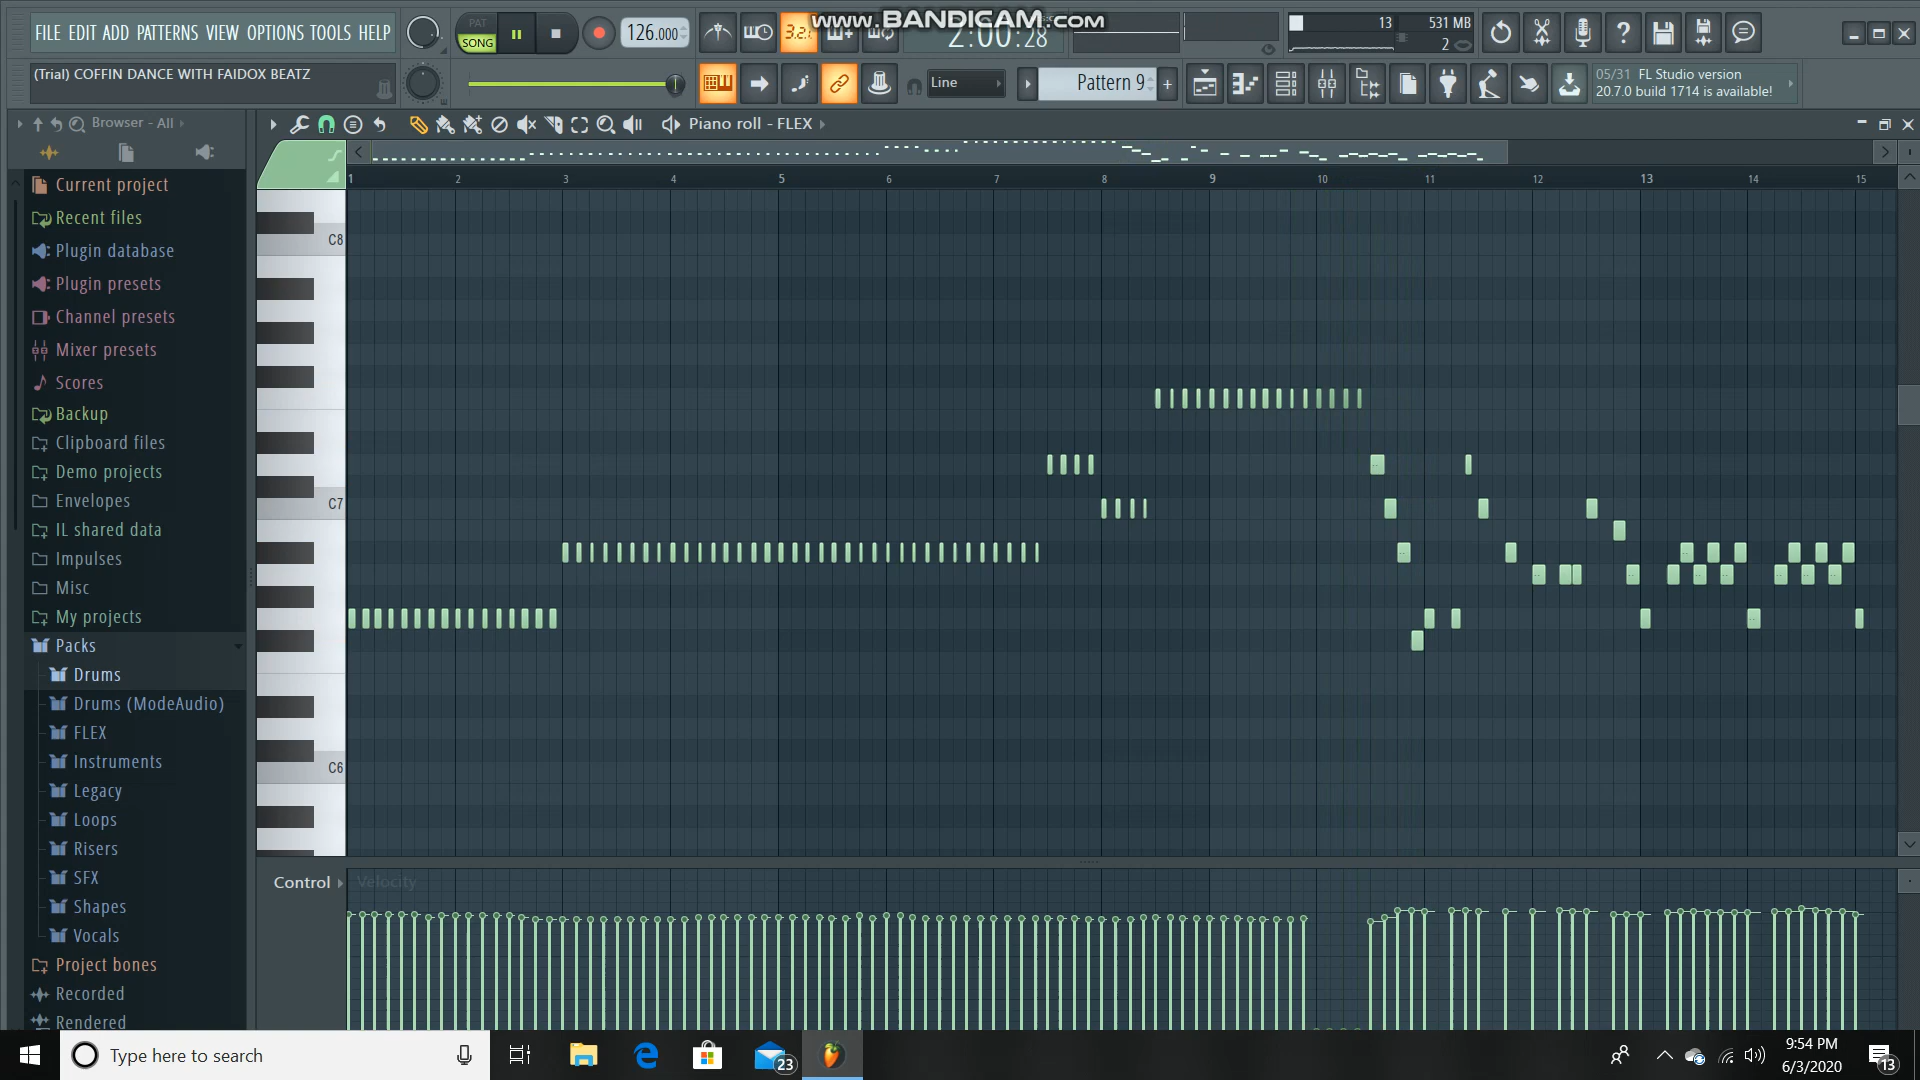 FILE EDIT ADD PATTERNS VIEW OPTIONS TOOLS HELP
PAT
SONG
126.000
3.2.
www.BANDICAM.com
2:00:28
13
531 MB
2
(Trial) COFFIN DANCE WITH FAIDOX BEATZ
Line
Pattern 9
+
05/31 FL Studio version
20.7.0 build 1714 is available!
Browser - All
Piano roll - FLEX
Current project
Recent files
Plugin database
Plugin presets
Channel presets
Mixer presets
Scores
Backup
Clipboard files
Demo projects
Envelopes
IL shared data
Impulses
Misc
My projects
Packs
Drums
Drums (ModeAudio)
FLEX
Instruments
Legacy
Loops
Risers
SFX
Shapes
Vocals
Project bones
Recorded
Rendered
1 2 3 4 5 6 7 8 9 10 11 12 13 14 15
C8
C7
C6
Control
Velocity
Type here to search
23
9:54 PM
6/3/2020
13